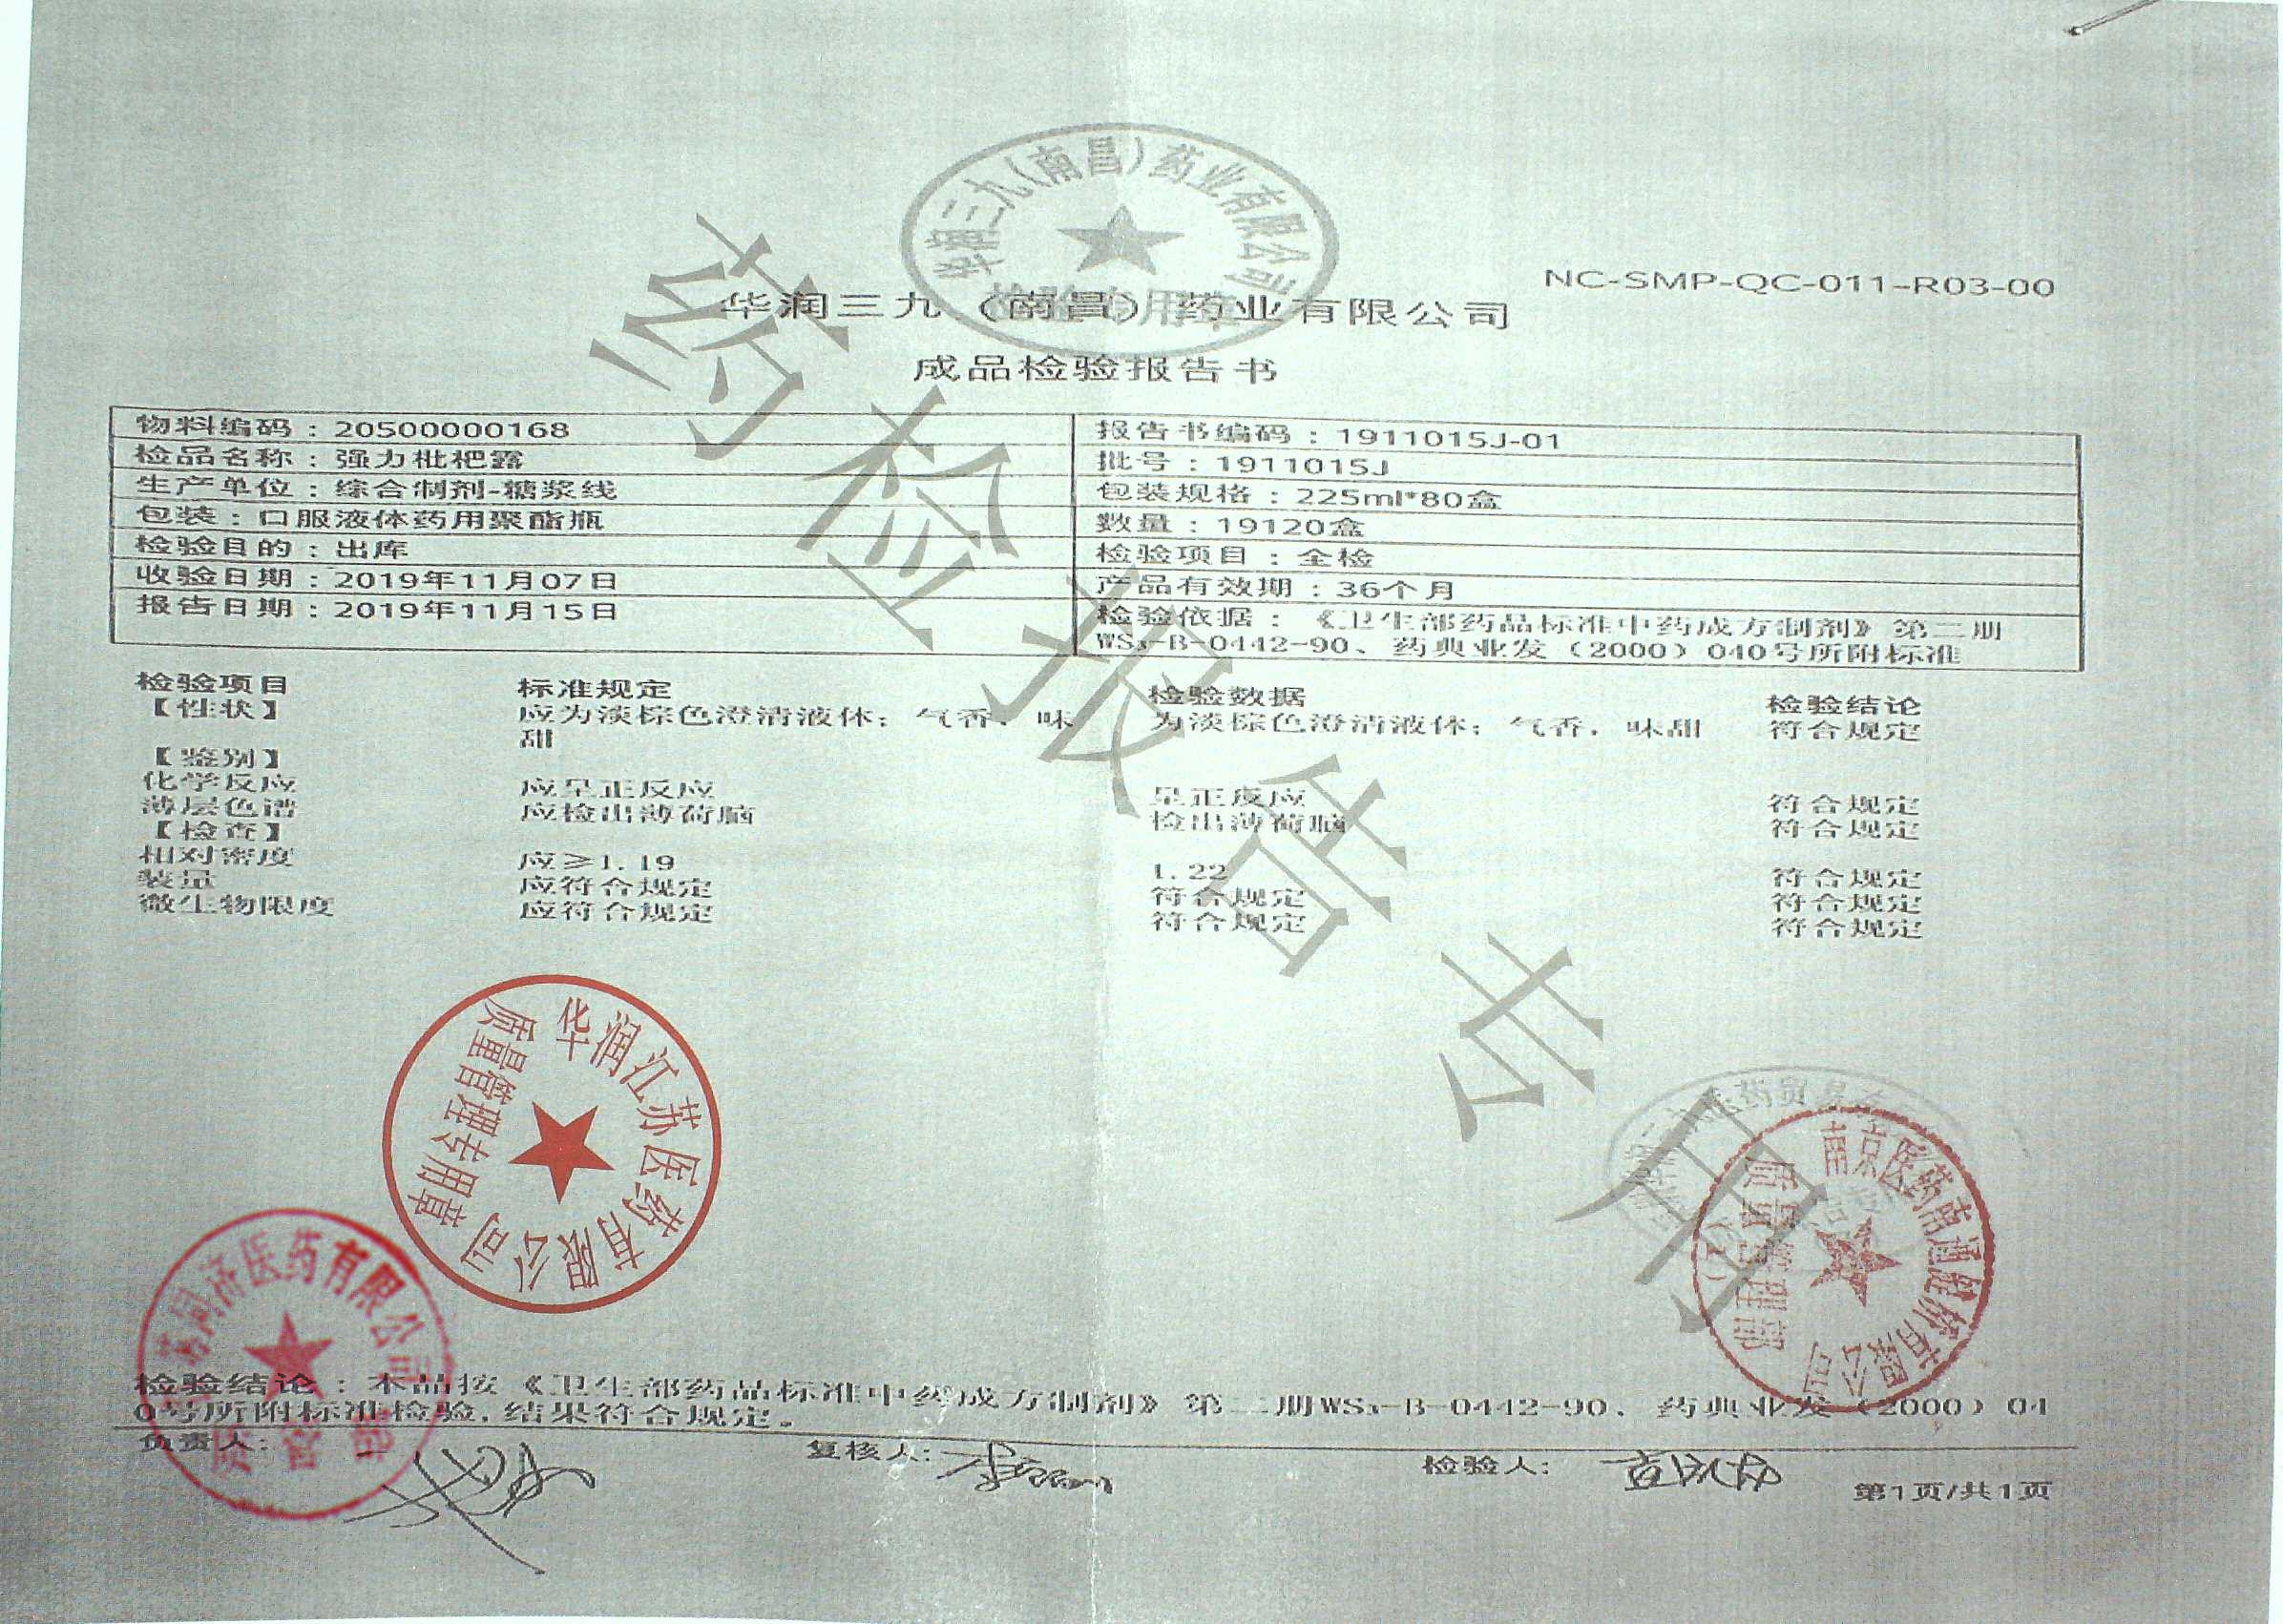 华润三九（南昌）药业有限公司
检验专用章
NC-SMP-QC-011-R03-00
华润三九（南昌）药业有限公司
成品检验报告书
物料编码：20500000168
报告书编码：1911015J-01
检品名称：强力枇杷露
批号：1911015J
生产单位：综合制剂-糖浆线
包装规格：225ml*80盒
包装：口服液体药用聚酯瓶
数量：19120盒
检验目的：出库
检验项目：全检
收验日期：2019年11月07日
产品有效期：36个月
报告日期：2019年11月15日
检验依据：《卫生部药品标准中药成方制剂》第二册
WS₃-B-0442-90、药典业发（2000）040号所附标准
检验项目 标准规定 检验数据 检验结论
【性状】 应为淡棕色澄清液体；气香，味甜 为淡棕色澄清液体；气香，味甜 符合规定
【鉴别】
化学反应 应呈正反应 呈正反应 符合规定
薄层色谱 应检出薄荷脑 检出薄荷脑 符合规定
【检查】
相对密度 应≥1.19 1.22 符合规定
装量 应符合规定 符合规定 符合规定
微生物限度 应符合规定 符合规定 符合规定
药检报告书专用
华润江苏医药有限公司
质量管理专用章
南京医药南通健桥有限公司
质量管理部
(1)
同济医药有限公司
检验结论：本品按《卫生部药品标准中药成方制剂》第二册WS₃-B-0442-90、药典业发（2000）04
0号所附标准检验,结果符合规定。
负责人：
复核人：
检验人：
第1页/共1页